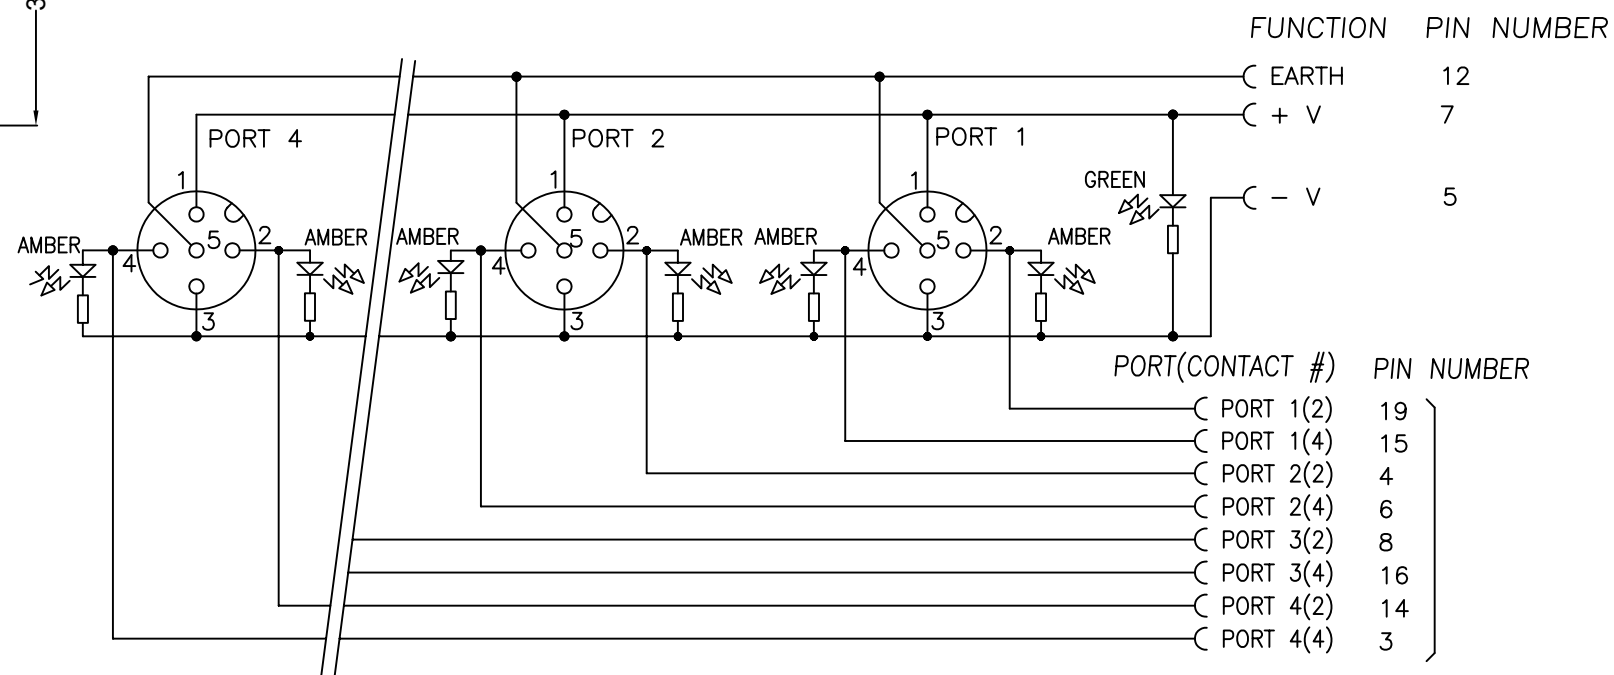 3
FUNCTION PIN NUMBER
EARTH 12
+ V 7
PORT 4 PORT 2 PORT 1
1 1 1 GREEN
- V 5
AMBER 4 5 2 AMBER AMBER 4 5 2 AMBER AMBER 4 5 2 AMBER
3 3 3
PORT(CONTACT #) PIN NUMBER
PORT 1(2) 19
PORT 1(4) 15
PORT 2(2) 4
PORT 2(4) 6
PORT 3(2) 8
PORT 3(4) 16
PORT 4(2) 14
PORT 4(4) 3